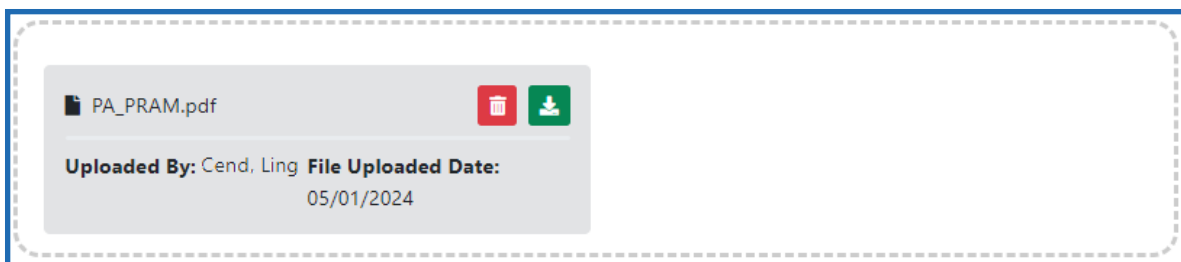 PA_PRAM.pdf
Uploaded By: Cend, Ling File Uploaded Date:
05/01/2024